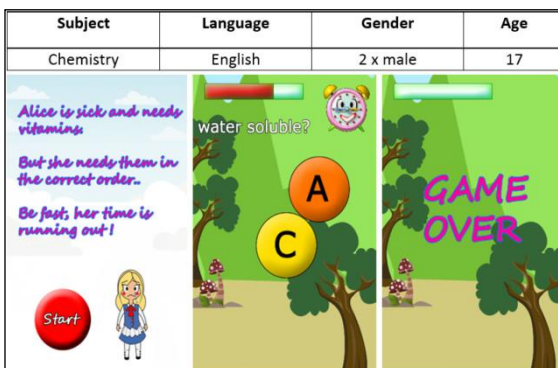 Subject Language Gender Age
Chemistry English 2 x male 17
Alice is sick and needs
vitamins.
But she needs them in
the correct order..
Be fast, her time is
running out !
Start
water soluble?
A
C
GAME
OVER